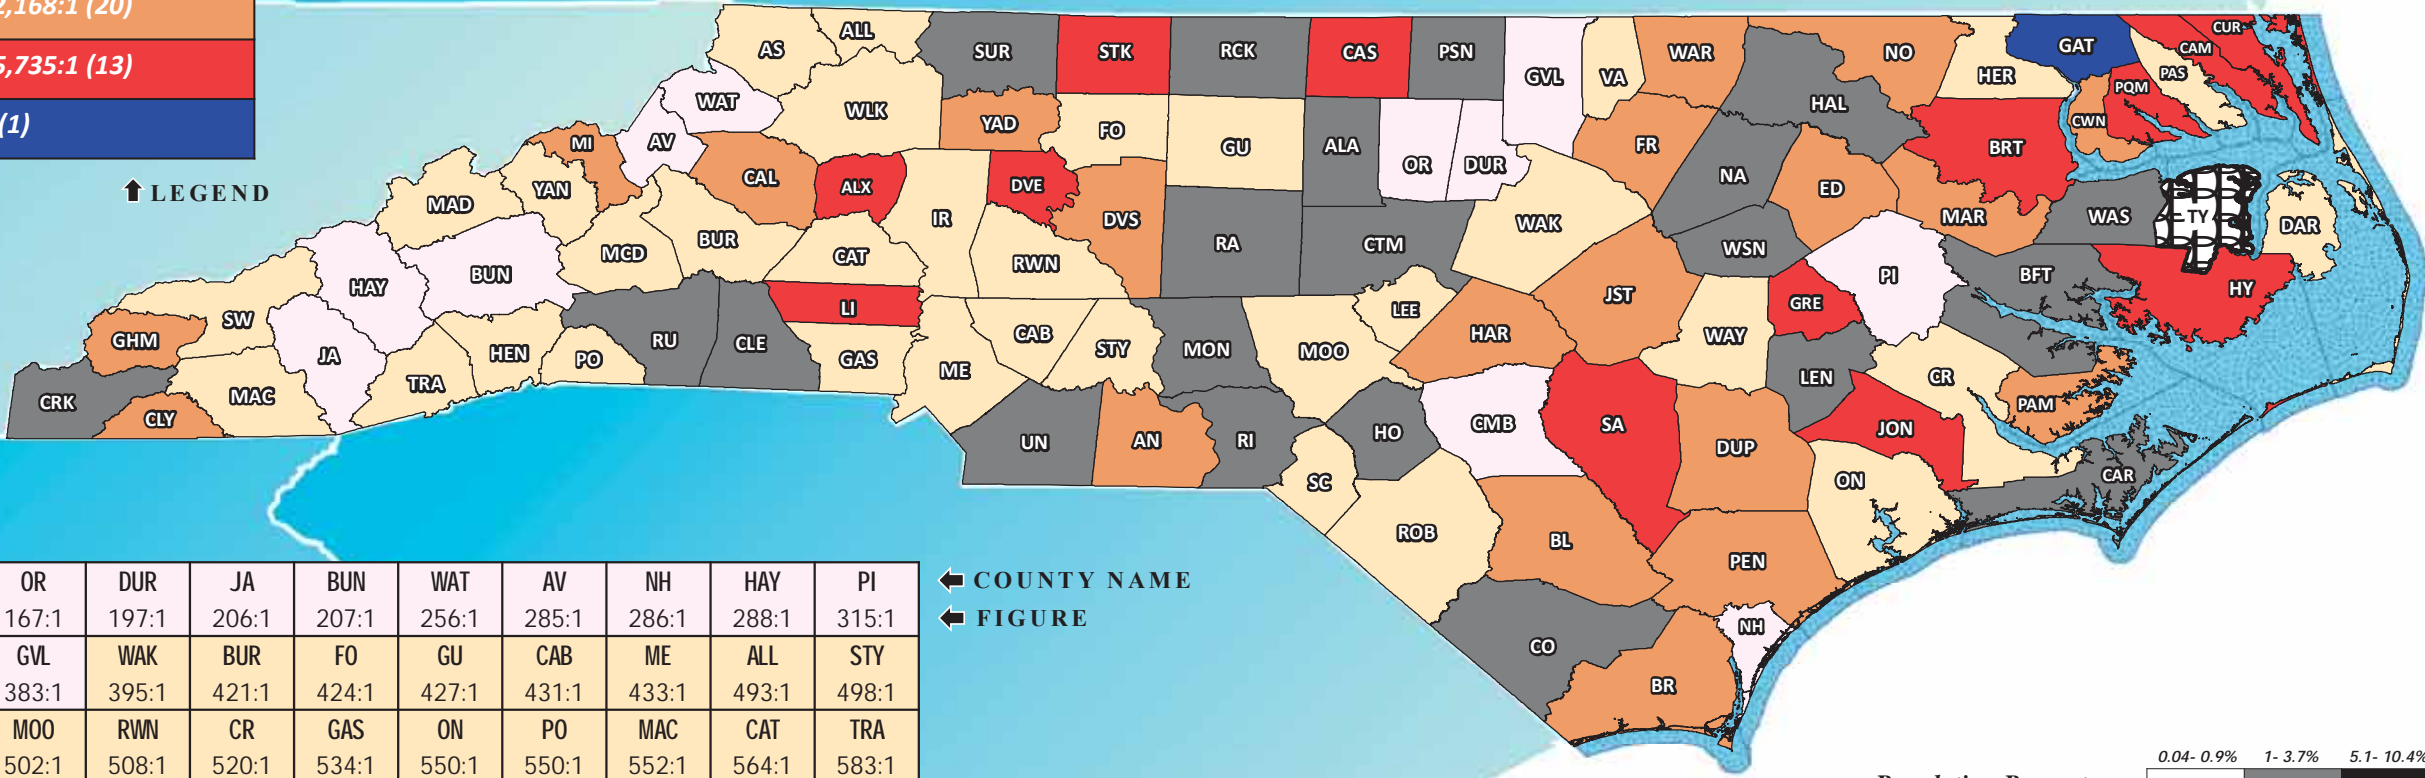 2,168:1 (20)
5,735:1 (13)
(1)
LEGEND
AS ALL SUR STK RCK CAS PSN GVL VA WAR NO HER GAT CUR
CAM
WAT WLK YAD FO GU ALA OR DUR FR HAL BRT CWN PQM PAS
MI AV CAL ALX IR DVE DVS RA CTM WAK NA ED MAR WAS TY DAR
MAD YAN MCD BUR CAT RWN WSN
HAY BUN LI LEE HAR JST WAY GRE PI BFT HY
GHM SW JA HEN PO RU CLE GAS ME CAB STY MON MOO LEN CR PAM
CRK CLY MAC TRA UN AN RI HO CMB SA DUP JON CAR
SC ROB BL PEN ON
CO BR NH
OR DUR JA BUN WAT AV NH HAY PI
167:1 197:1 206:1 207:1 256:1 285:1 286:1 288:1 315:1
GVL WAK BUR FO GU CAB ME ALL STY
383:1 395:1 421:1 424:1 427:1 431:1 433:1 493:1 498:1
MOO RWN CR GAS ON PO MAC CAT TRA
502:1 508:1 520:1 534:1 550:1 550:1 552:1 564:1 583:1
COUNTY NAME
FIGURE
0.04- 0.9% 1- 3.7% 5.1- 10.4%